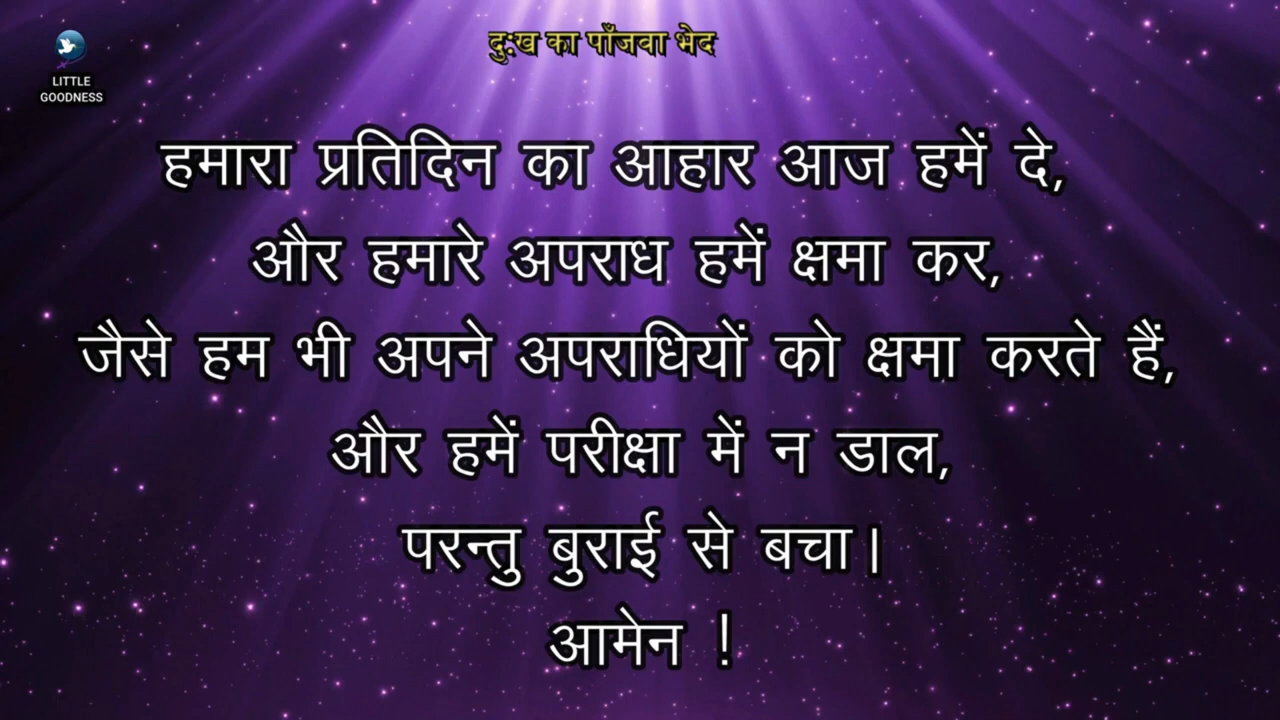 दुःख का पाँजवा भेद
LITTLE
GOODNESS
हमारा प्रतिदिन का आहार आज हमें दे,
और हमारे अपराध हमें क्षमा कर,
जैसे हम भी अपने अपराधियों को क्षमा करते हैं,
और हमें परीक्षा में न डाल,
परन्तु बुराई से बचा।
आमेन !